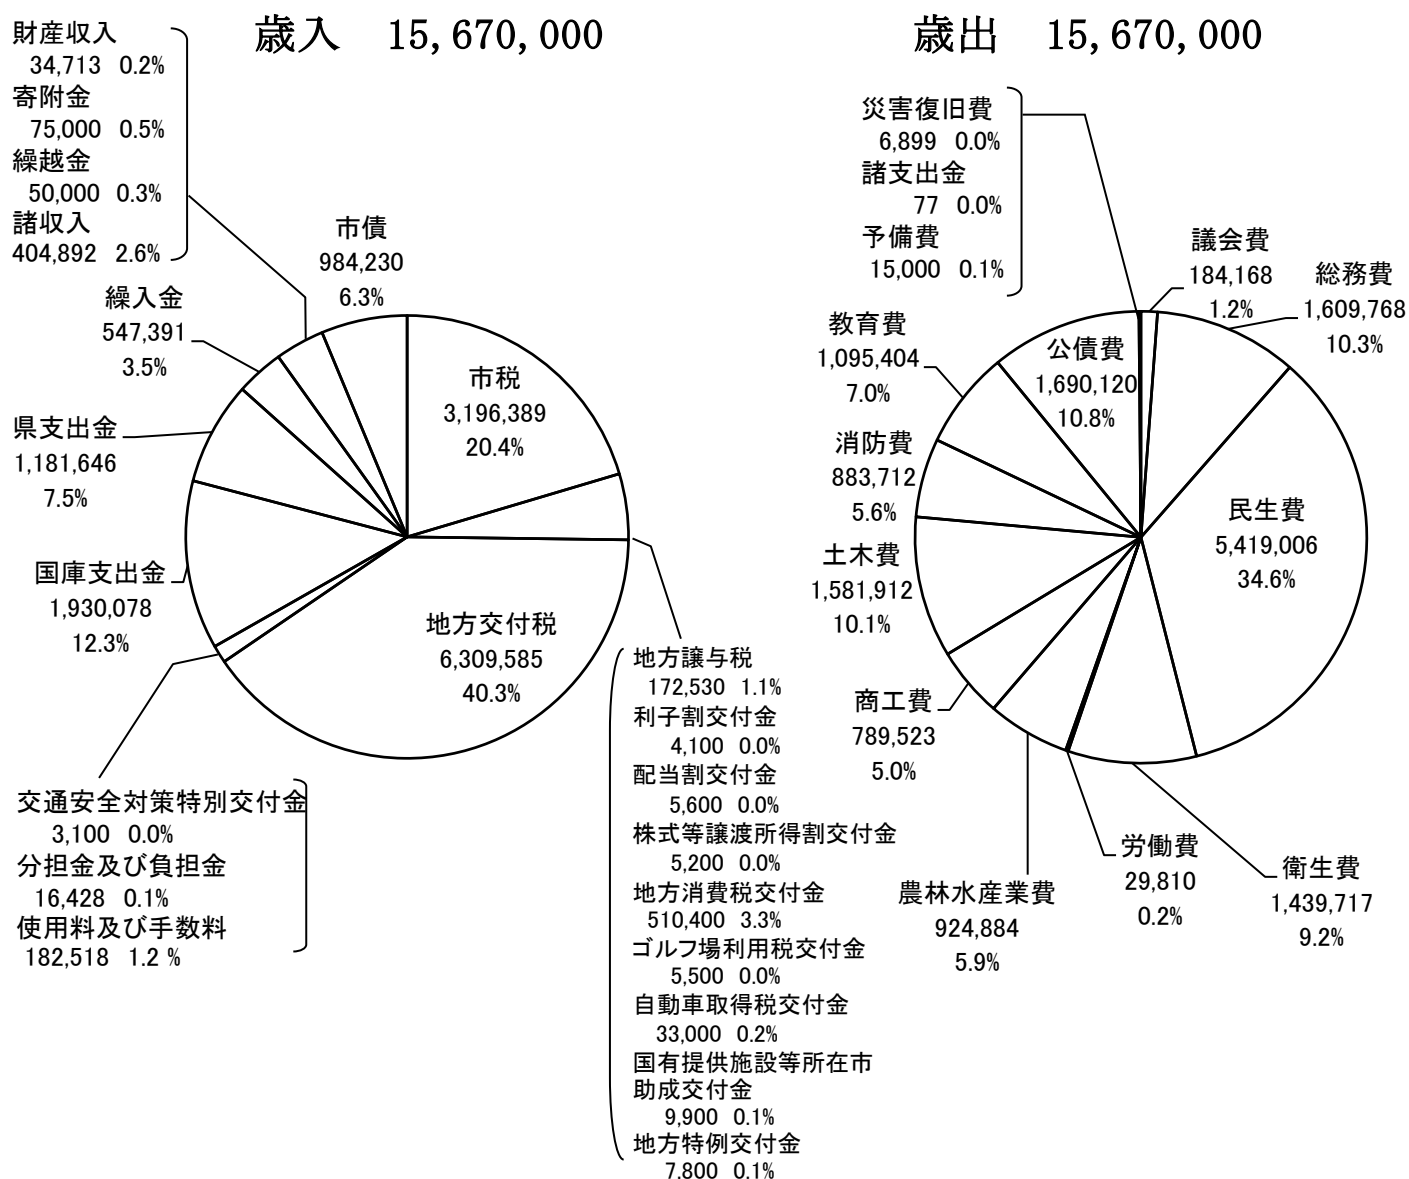 歳入 15,670,000
財産収入
34,713 0.2%
寄附金
75,000 0.5%
繰越金
50,000 0.3%
諸収入
404,892 2.6%
市債
984,230
6.3%
繰入金
547,391
3.5%
県支出金
1,181,646
7.5%
国庫支出金
1,930,078
12.3%
市税
3,196,389
20.4%
地方交付税
6,309,585
40.3%
交通安全対策特別交付金
3,100 0.0%
分担金及び負担金
16,428 0.1%
使用料及び手数料
182,518 1.2 %
地方譲与税
172,530 1.1%
利子割交付金
4,100 0.0%
配当割交付金
5,600 0.0%
株式等譲渡所得割交付金
5,200 0.0%
地方消費税交付金
510,400 3.3%
ゴルフ場利用税交付金
5,500 0.0%
自動車取得税交付金
33,000 0.2%
国有提供施設等所在市
助成交付金
9,900 0.1%
地方特例交付金
7,800 0.1%
歳出 15,670,000
災害復旧費
6,899 0.0%
諸支出金
77 0.0%
予備費
15,000 0.1%
議会費
184,168
1.2%
総務費
1,609,768
10.3%
教育費
1,095,404
7.0%
公債費
1,690,120
10.8%
消防費
883,712
5.6%
民生費
5,419,006
34.6%
土木費
1,581,912
10.1%
商工費
789,523
5.0%
労働費
29,810
0.2%
衛生費
1,439,717
9.2%
農林水産業費
924,884
5.9%